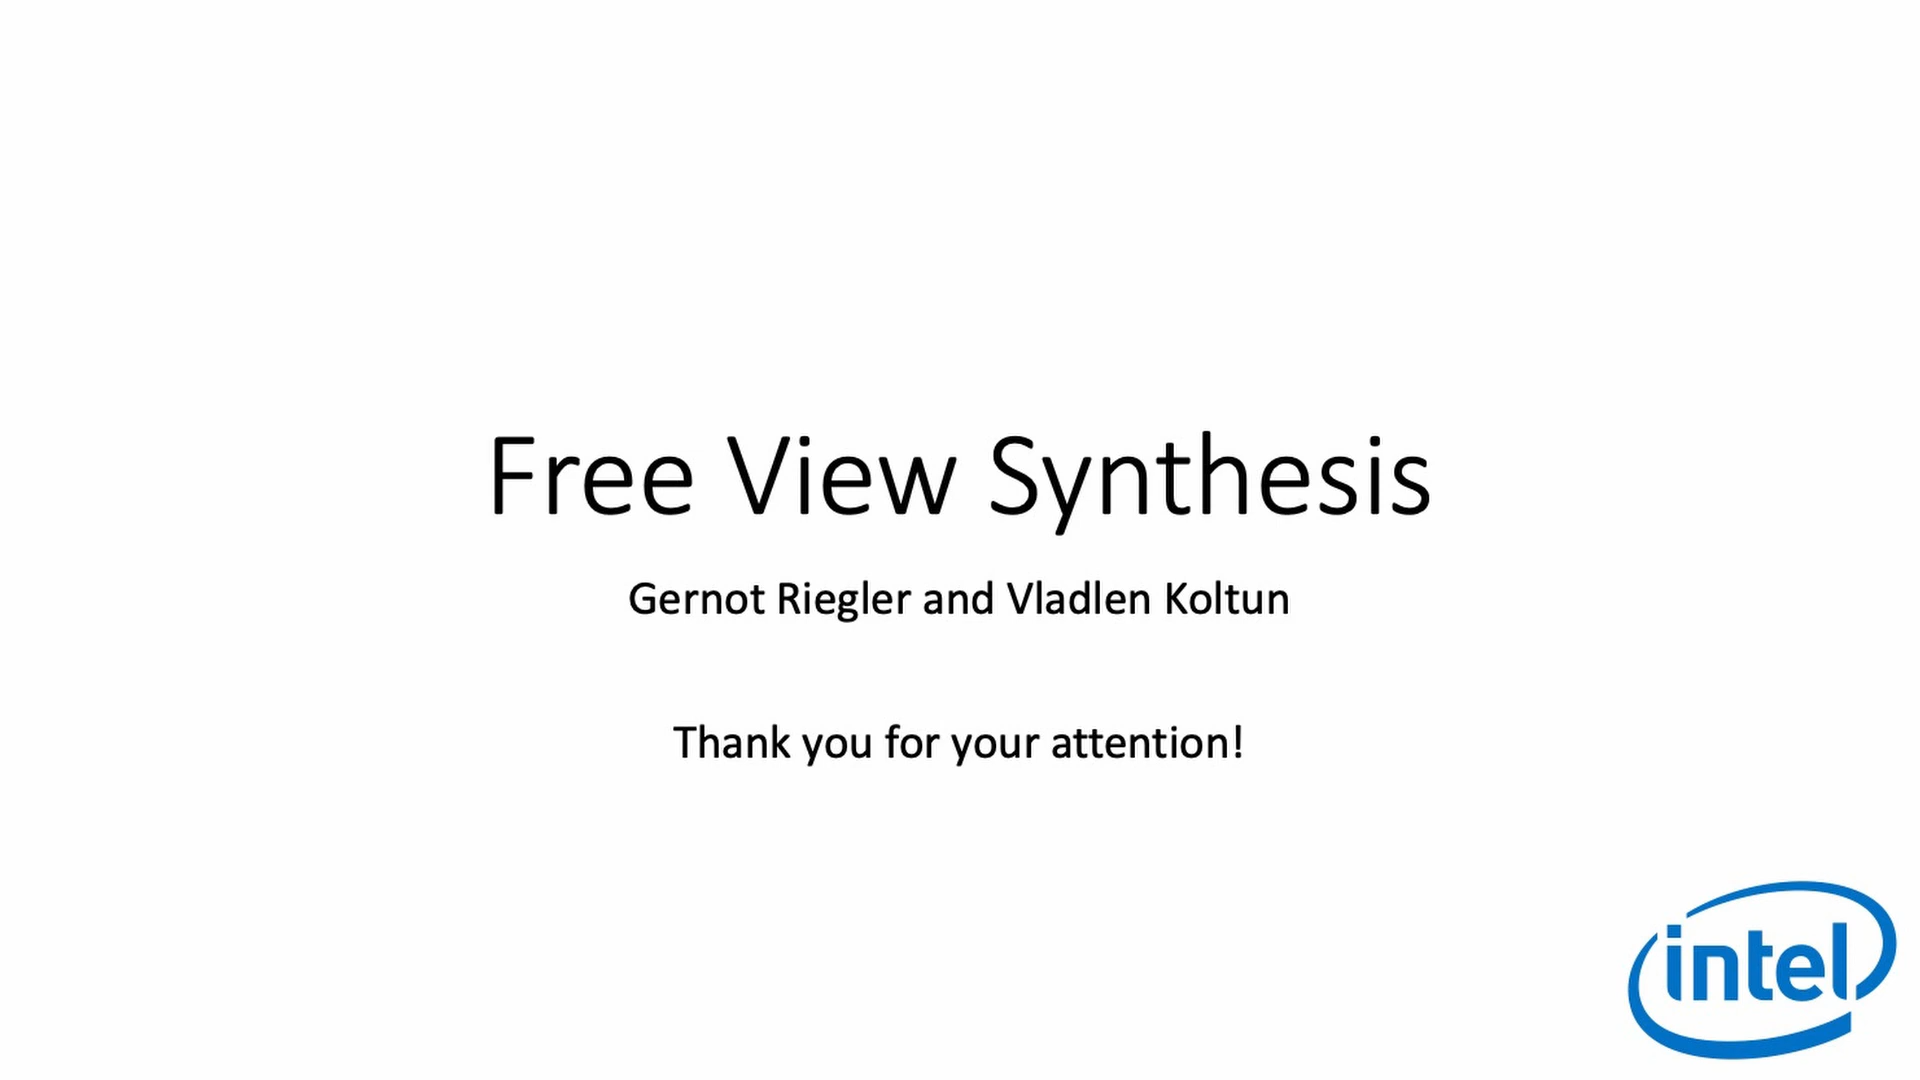 Free View Synthesis
Gernot Riegler and Vladlen Koltun
Thank you for your attention!
intel